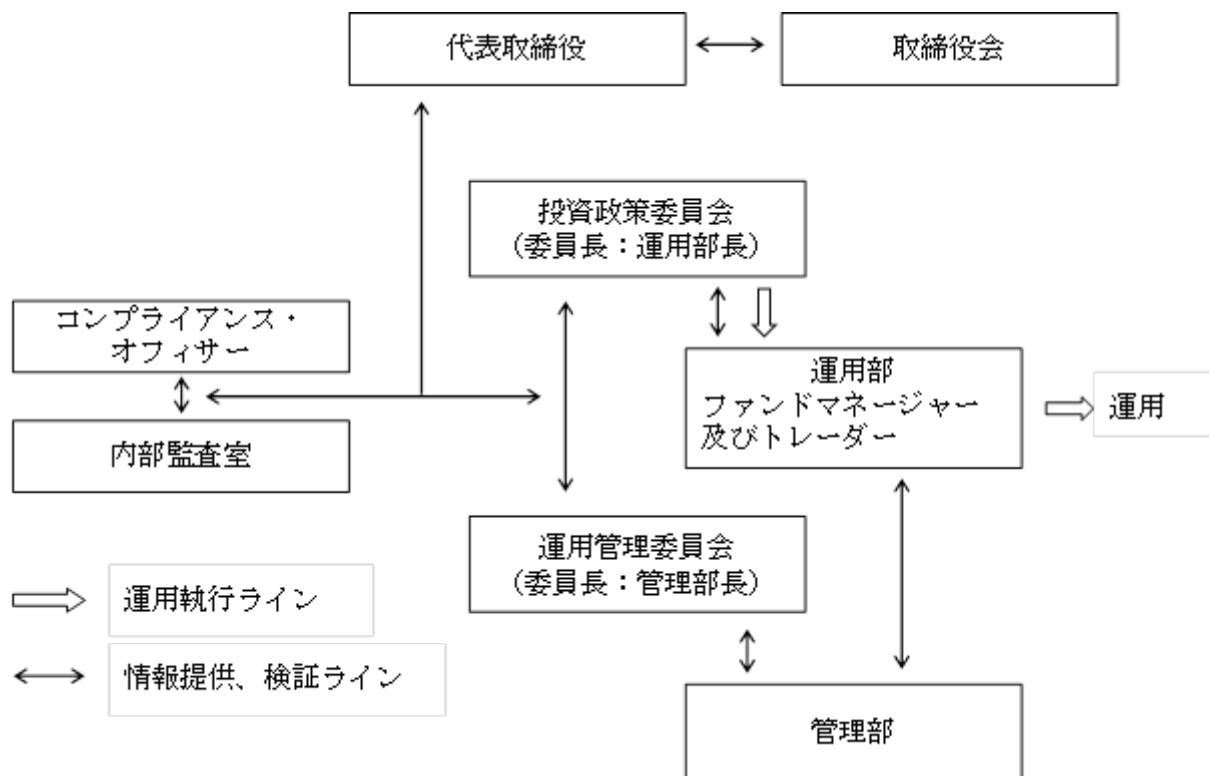 代表取締役
取締役会
投資政策委員会
(委員長:運用部長)
コンプライアンス・
オフィサー
運用部
ファンドマネージャー
及びトレーダー
運用
内部監査室
運用管理委員会
(委員長:管理部長)
運用執行ライン
情報提供、検証ライン
管理部